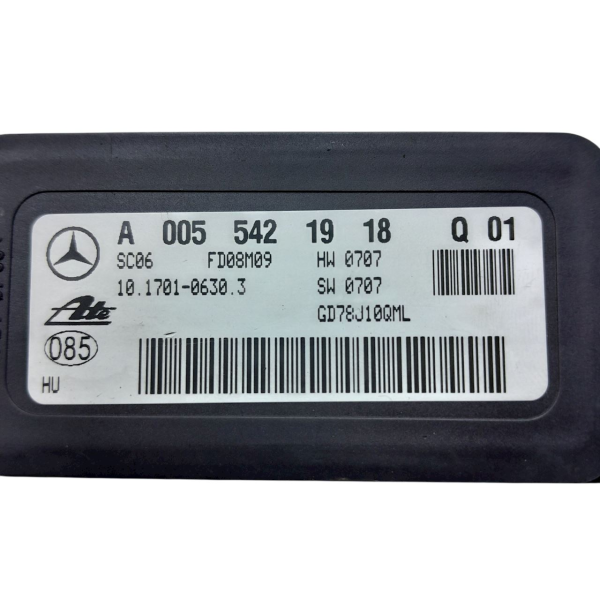 A 005 542 19 18 Q 01
SC06 FD08M09 HW 0707
10.1701-0630.3 SW 0707
Ate GD78J10QML
085
HU